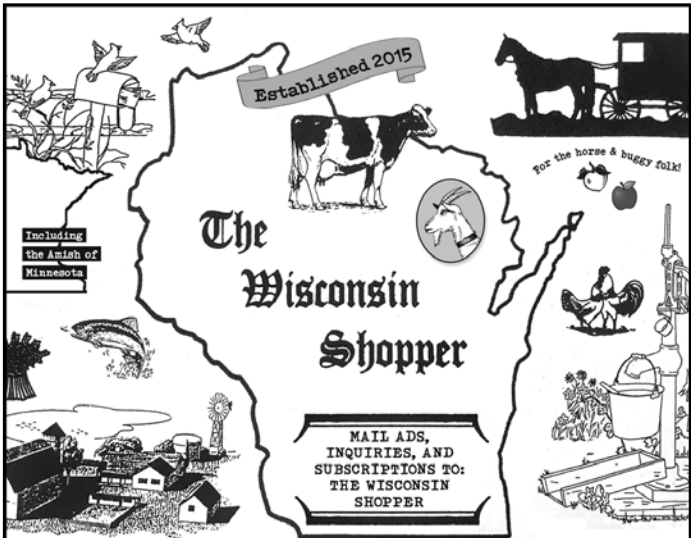 Established 2015
For the horse & buggy folk!
Including
the Amish of
Minnesota
The
Wisconsin
Shopper
MAIL ADS,
INQUIRIES, AND
SUBSCRIPTIONS TO:
THE WISCONSIN
SHOPPER